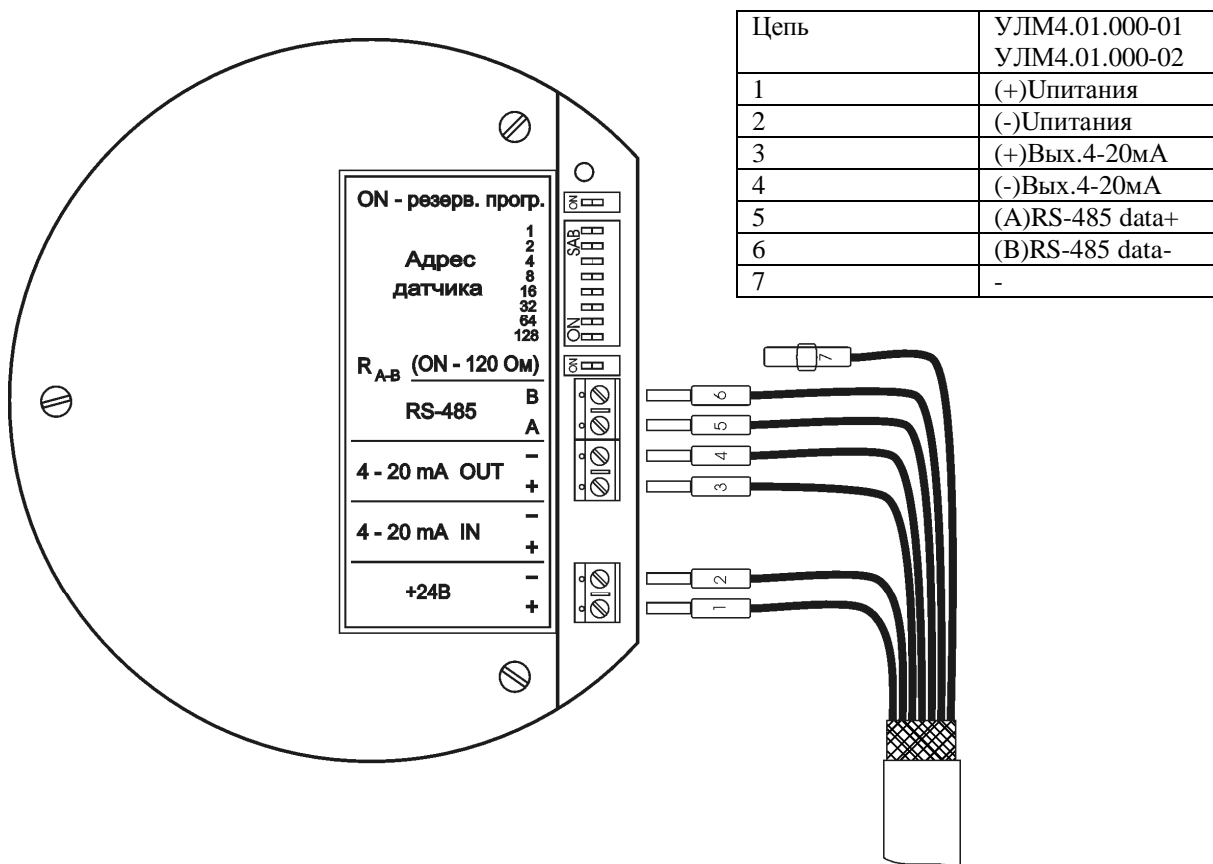 Цепь УЛМ4.01.000-01
УЛМ4.01.000-02
1 (+)Uпитания
2 (-)Uпитания
3 (+)Вых.4-20мА
4 (-)Вых.4-20мА
5 (А)RS-485 data+
6 (В)RS-485 data-
7 -
ON - резерв. прогр.
ON
Адрес
датчика
1
2
4
8
16
32
64
128
SAB
ON
R A-B (ON - 120 Ом)
ON
RS-485
B
A
4 - 20 mA OUT
−
+
4 - 20 mA IN
−
+
+24В
−
+
7
6
5
4
3
2
1